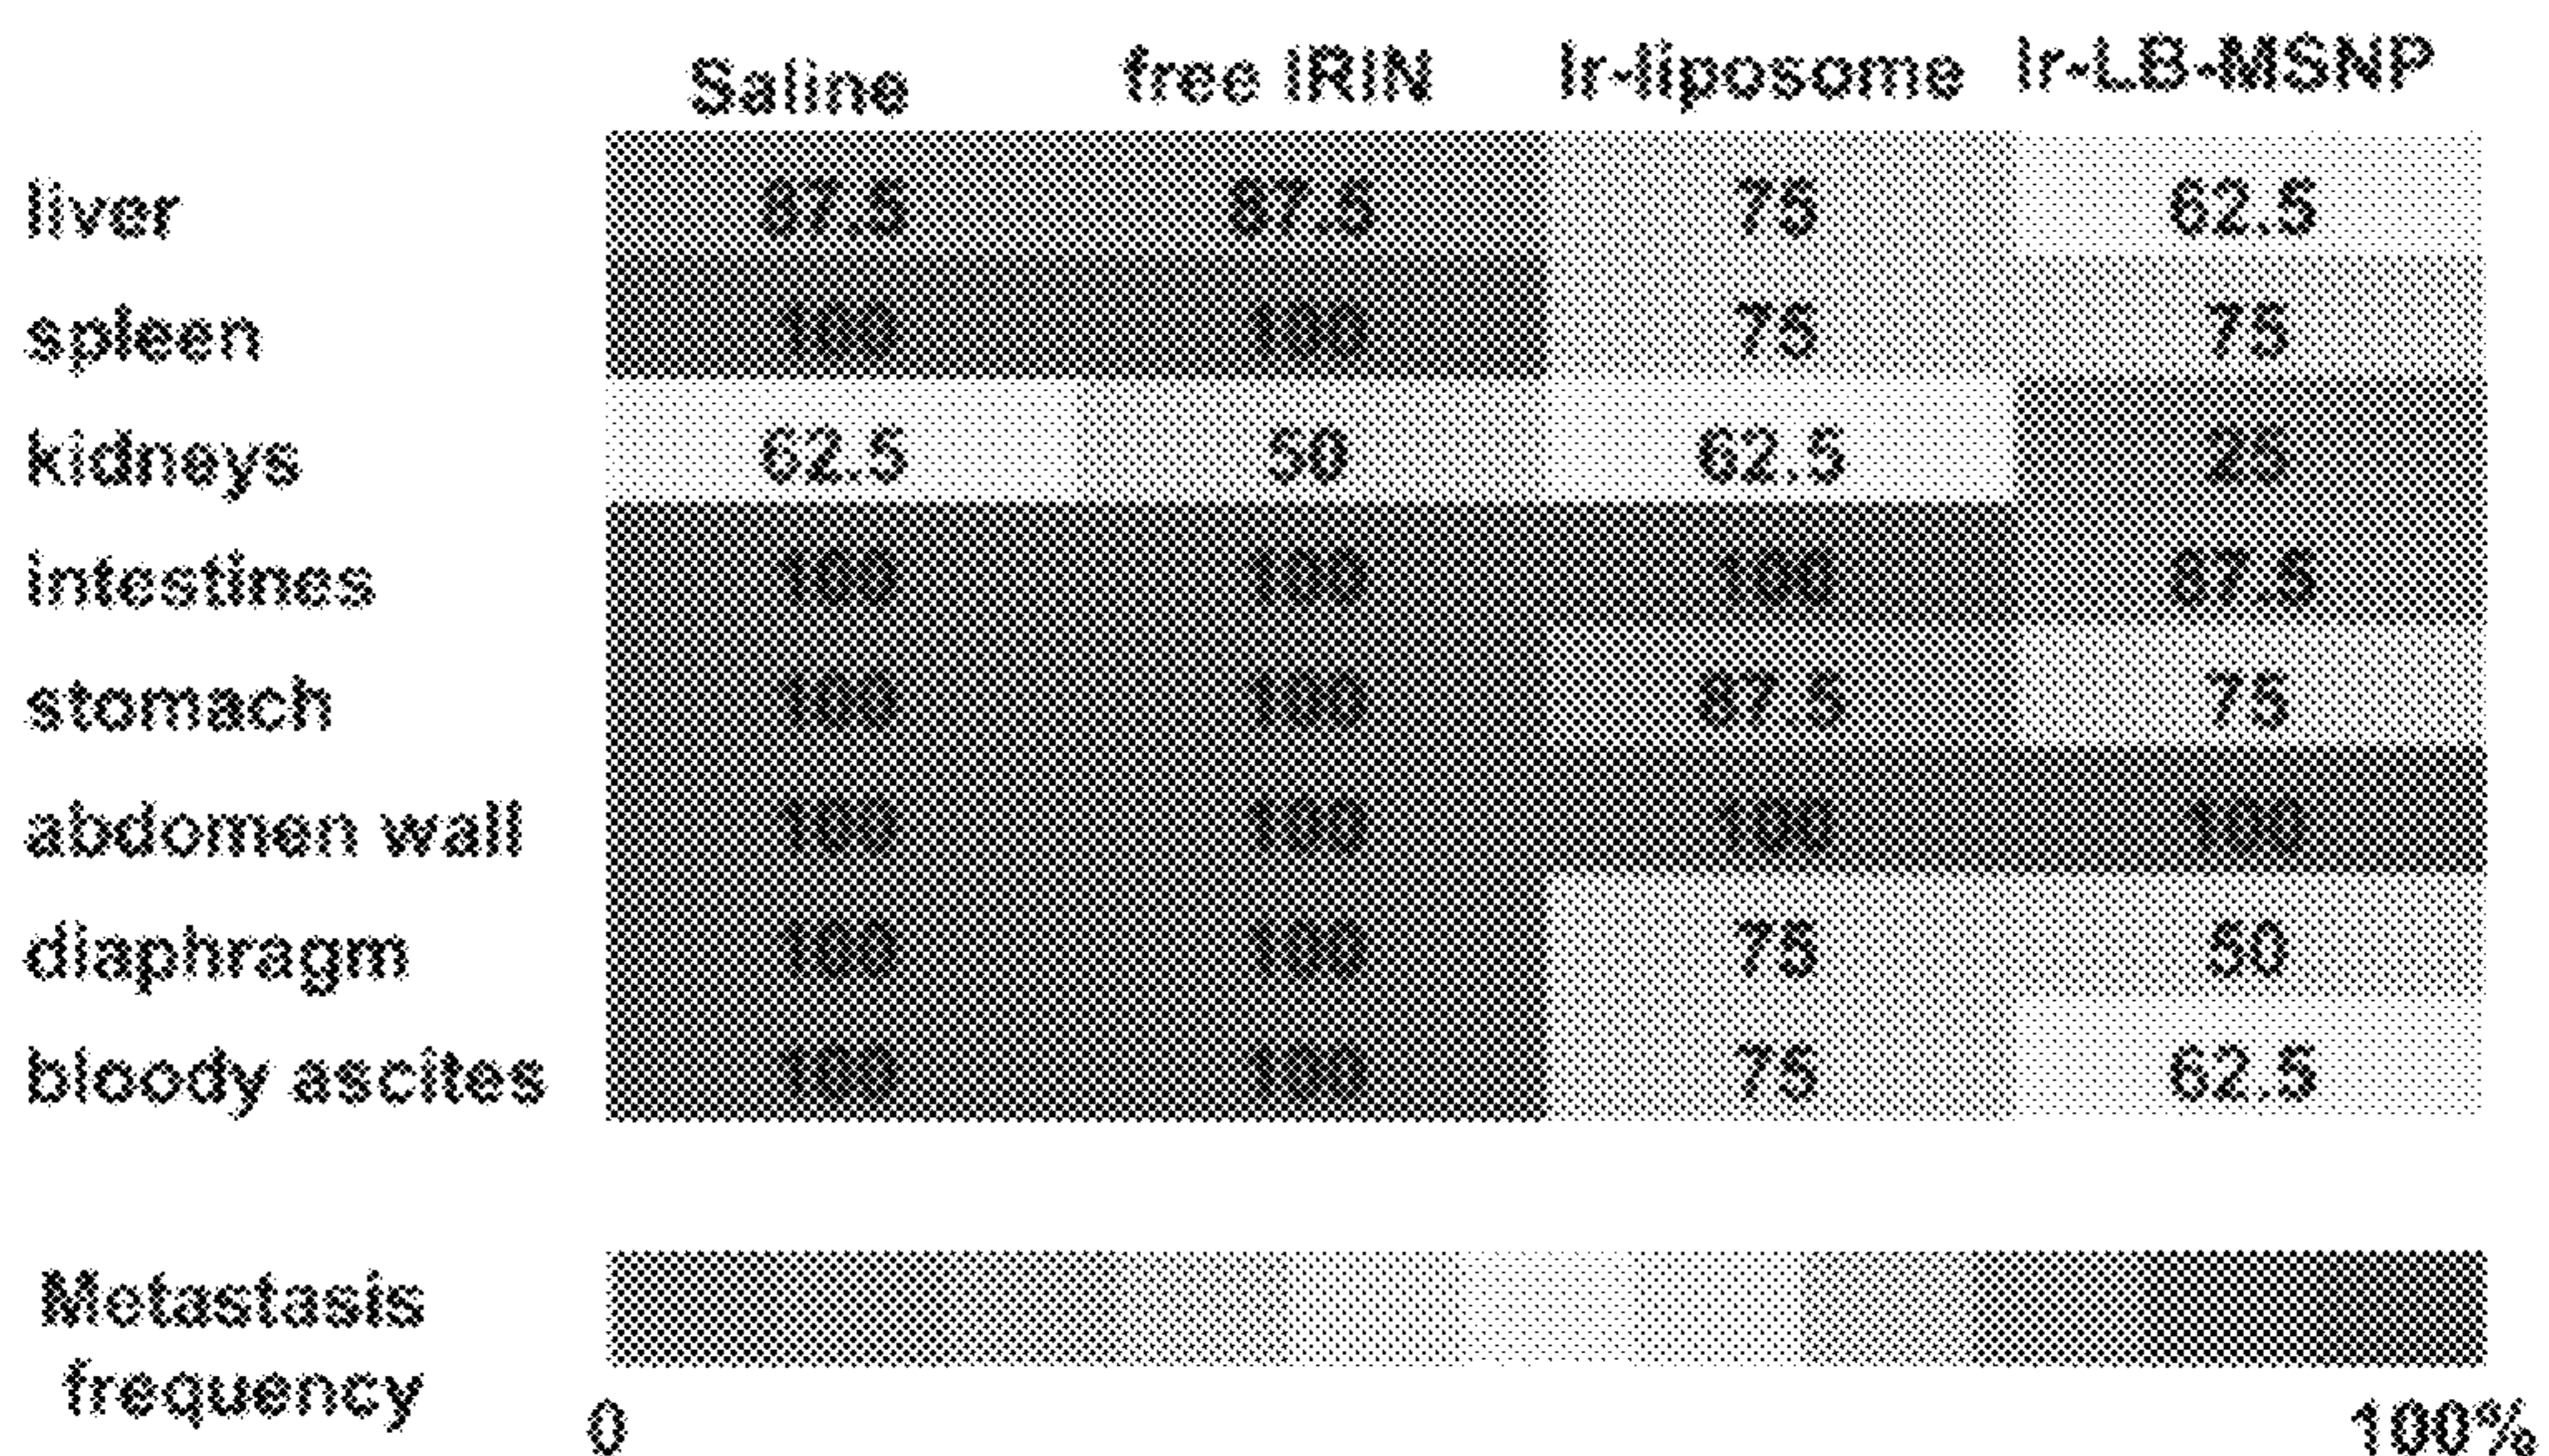 Saline free IRIN Ir-liposome Ir-LB-MSNP
liver 87.5 87.5 75 62.5
spleen 100 100 75 75
kidneys 62.5 50 62.5 25
intestines 100 100 100 87.5
stomach 100 100 87.5 75
abdomen wall 100 100 100 100
diaphragm 100 100 75 50
bloody ascites 100 100 75 62.5
Metastasis
frequency
0 100%